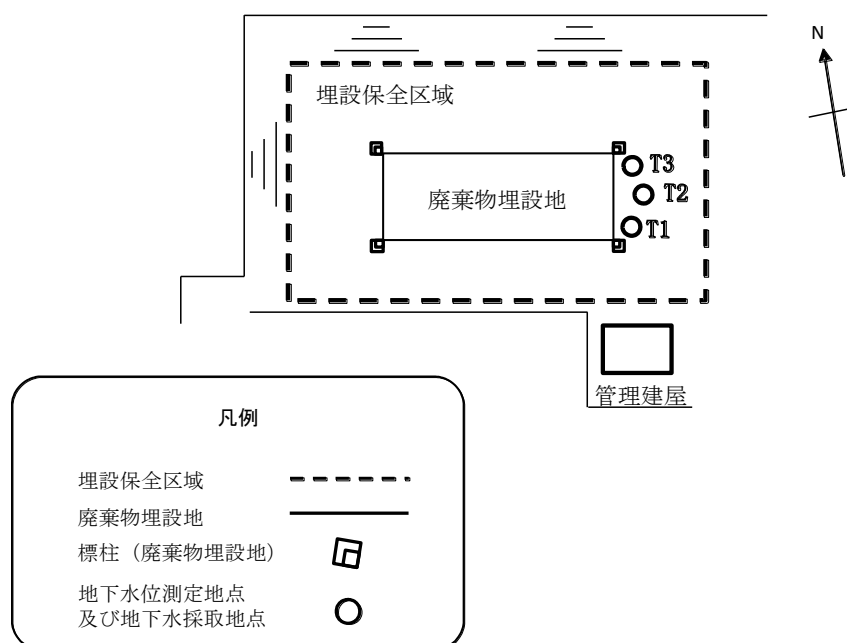 N
埋設保全区域
廃棄物埋設地
T3
T2
T1
管理建屋
凡例
埋設保全区域
廃棄物埋設地
標柱（廃棄物埋設地）
地下水位測定地点
及び地下水採取地点